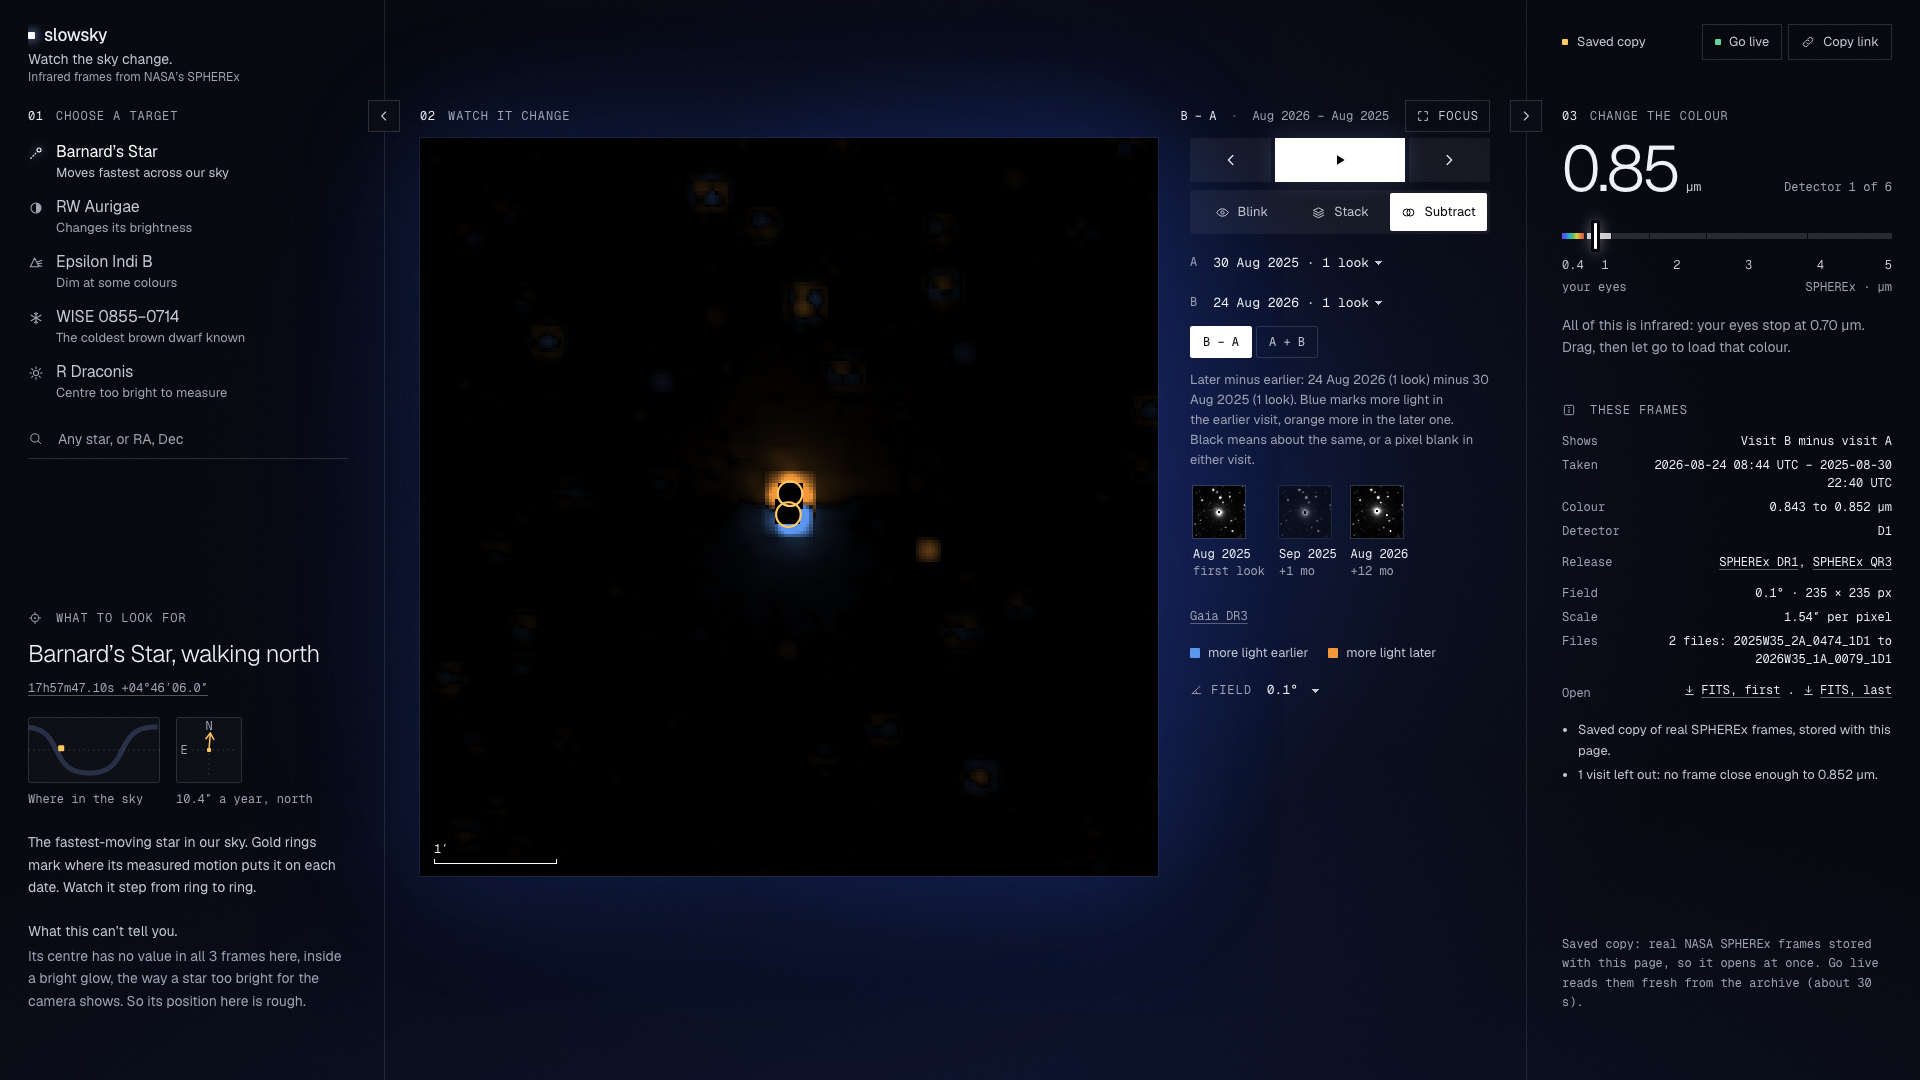 slowsky
Watch the sky change.
Infrared frames from NASA's SPHEREx
01 CHOOSE A TARGET
Barnard's Star
Moves fastest across our sky
RW Aurigae
Changes its brightness
Epsilon Indi B
Dim at some colours
WISE 0855−0714
The coldest brown dwarf known
R Draconis
Centre too bright to measure
Any star, or RA, Dec
WHAT TO LOOK FOR
Barnard's Star, walking north
17h57m47.10s +04°46′06.0″
N
E
Where in the sky
10.4″ a year, north
The fastest-moving star in our sky. Gold rings
mark where its measured motion puts it on each
date. Watch it step from ring to ring.
What this can't tell you.
Its centre has no value in all 3 frames here, inside
a bright glow, the way a star too bright for the
camera shows. So its position here is rough.
02 WATCH IT CHANGE
B − A · Aug 2026 − Aug 2025
FOCUS
1′
Blink
Stack
Subtract
A 30 Aug 2025 · 1 look
B 24 Aug 2026 · 1 look
B − A
A + B
Later minus earlier: 24 Aug 2026 (1 look) minus 30
Aug 2025 (1 look). Blue marks more light in
the earlier visit, orange more in the later one.
Black means about the same, or a pixel blank in
either visit.
Aug 2025
first look
Sep 2025
+1 mo
Aug 2026
+12 mo
Gaia DR3
more light earlier
more light later
FIELD 0.1°
Saved copy
Go live
Copy link
03 CHANGE THE COLOUR
0.85 µm
Detector 1 of 6
0.4 1 2 3 4 5
your eyes
SPHEREx · µm
All of this is infrared: your eyes stop at 0.70 µm.
Drag, then let go to load that colour.
THESE FRAMES
Shows Visit B minus visit A
Taken 2026-08-24 08:44 UTC − 2025-08-30
22:40 UTC
Colour 0.843 to 0.852 µm
Detector D1
Release SPHEREx DR1, SPHEREx QR3
Field 0.1° · 235 × 235 px
Scale 1.54″ per pixel
Files 2 files: 2025W35_2A_0474_1D1 to
2026W35_1A_0079_1D1
Open FITS, first · FITS, last
• Saved copy of real SPHEREx frames, stored with this
page.
• 1 visit left out: no frame close enough to 0.852 µm.
Saved copy: real NASA SPHEREx frames stored
with this page, so it opens at once. Go live
reads them fresh from the archive (about 30
s).